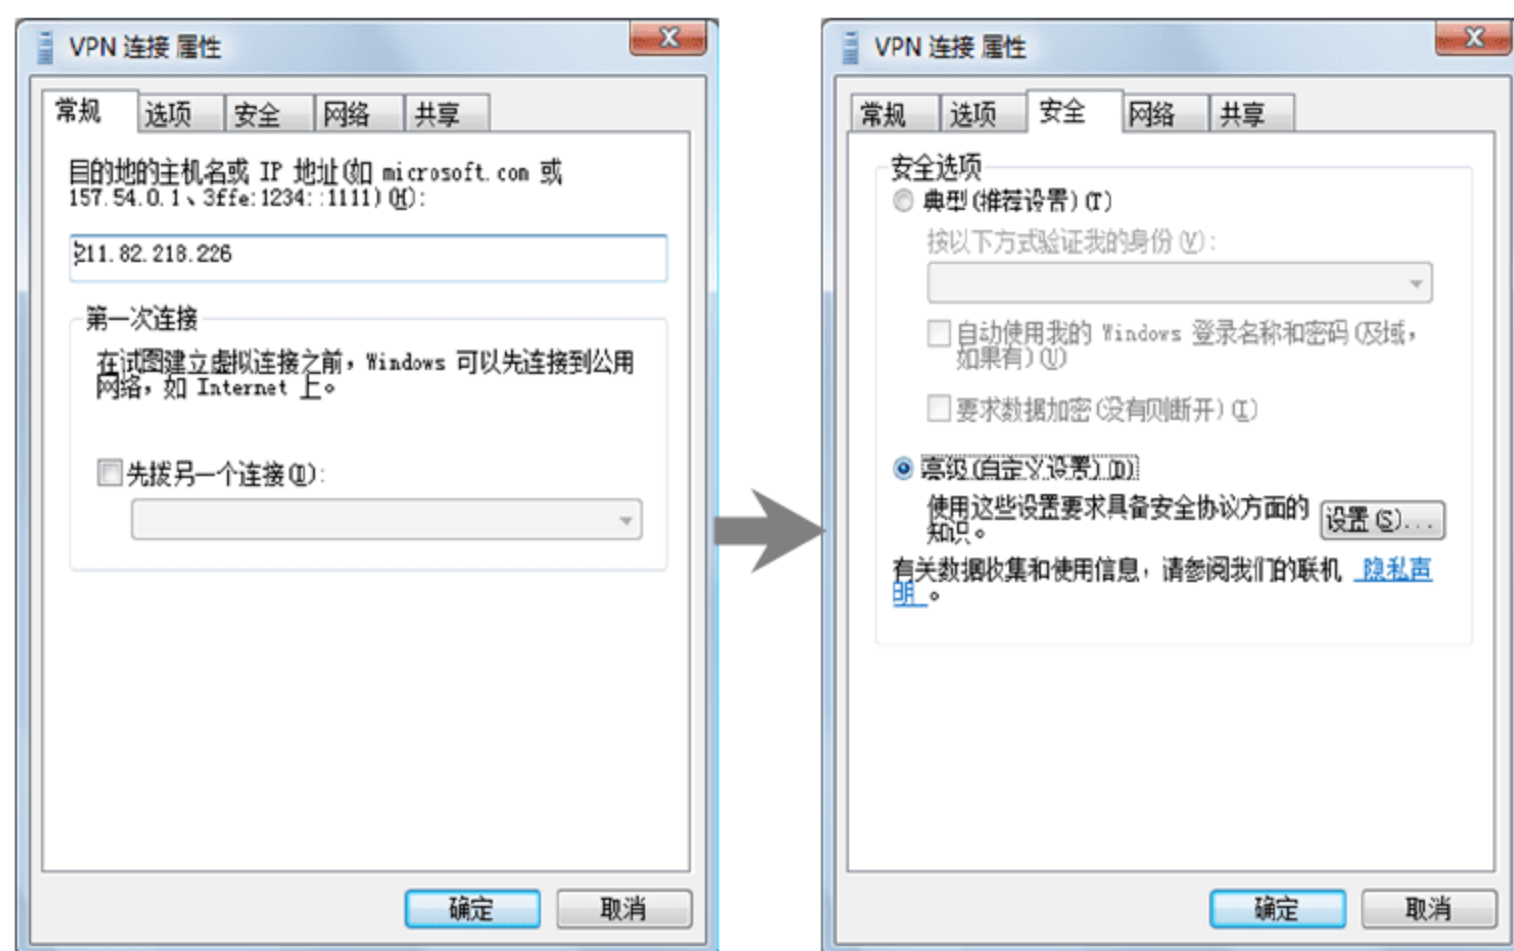 VPN 连接 属性
常规 选项 安全 网络 共享
目的地的主机名或 IP 地址(如 microsoft.com 或
157.54.0.1、3ffe:1234::1111)(H):
211.82.218.226
第一次连接
在试图建立虚拟连接之前，Windows 可以先连接到公用
网络，如 Internet 上。
先拨另一个连接(D):
确定 取消
VPN 连接 属性
常规 选项 安全 网络 共享
安全选项
典型(推荐设置)(T)
按以下方式验证我的身份(V):
自动使用我的 Windows 登录名称和密码(及域，
如果有)(U)
要求数据加密(没有则断开)(I)
高级(自定义设置)(D)
使用这些设置要求具备安全协议方面的
知识。
设置(S)...
有关数据收集和使用信息，请参阅我们的联机 隐私声
明 。
确定 取消